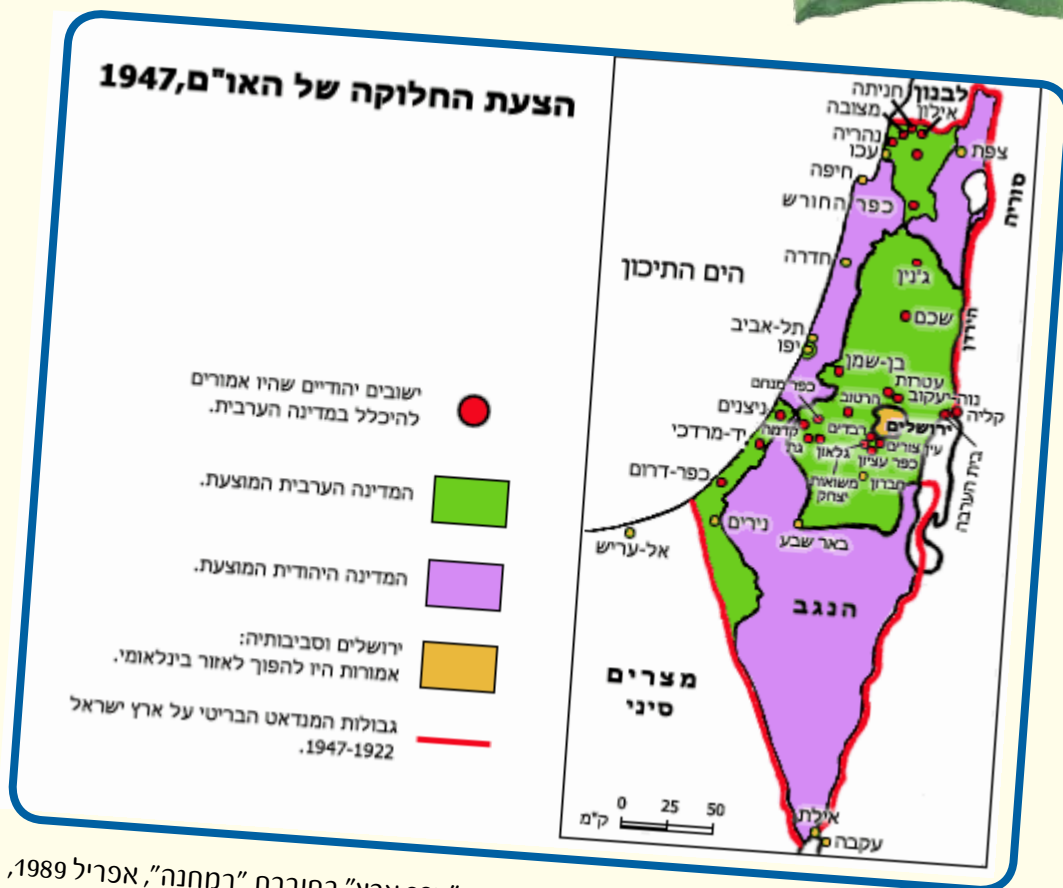 הצעת החלוקה של האו"ם,1947
ישובים יהודיים שהיו אמורים
להיכלל במדינה הערבית.
המדינה הערבית המוצעת.
המדינה היהודית המוצעת.
ירושלים וסביבותיה:
אמורות היו להפוך לאזור בינלאומי.
גבולות המנדאט הבריטי על ארץ ישראל
1947-1922.
לבנון
חניתה
אילון
מצובה
נהריה
עכו
צפת
חיפה
סוריה
כפר החורש
חדרה
ג'נין
הים התיכון
שכם
הירדן
תל-אביב
יפו
בן-שמן
עטרות
נוה-יעקוב
כפר מנחם
הרטוב
קליה
ניצנים
ירושלים
קדמה
רבדים
יד-מרדכי
גת
גלאון
עין צורים
כפר עציון
בית הערבה
כפר-דרום
משואות
יצחק
חברון
נירים
באר שבע
אל-עריש
הנגב
מצרים
סיני
0 25 50
ק"מ
אילת
עקבה
בחוברת "במחנה", אפריל 1989,